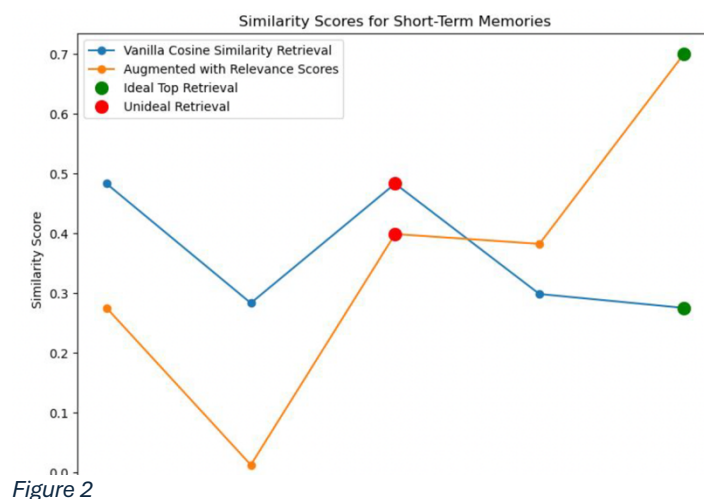 Similarity Scores for Short-Term Memories
Vanilla Cosine Similarity Retrieval
Augmented with Relevance Scores
Ideal Top Retrieval
Unideal Retrieval
Similarity Score
0.7
0.6
0.5
0.4
0.3
0.2
0.1
0.0
Figure 2